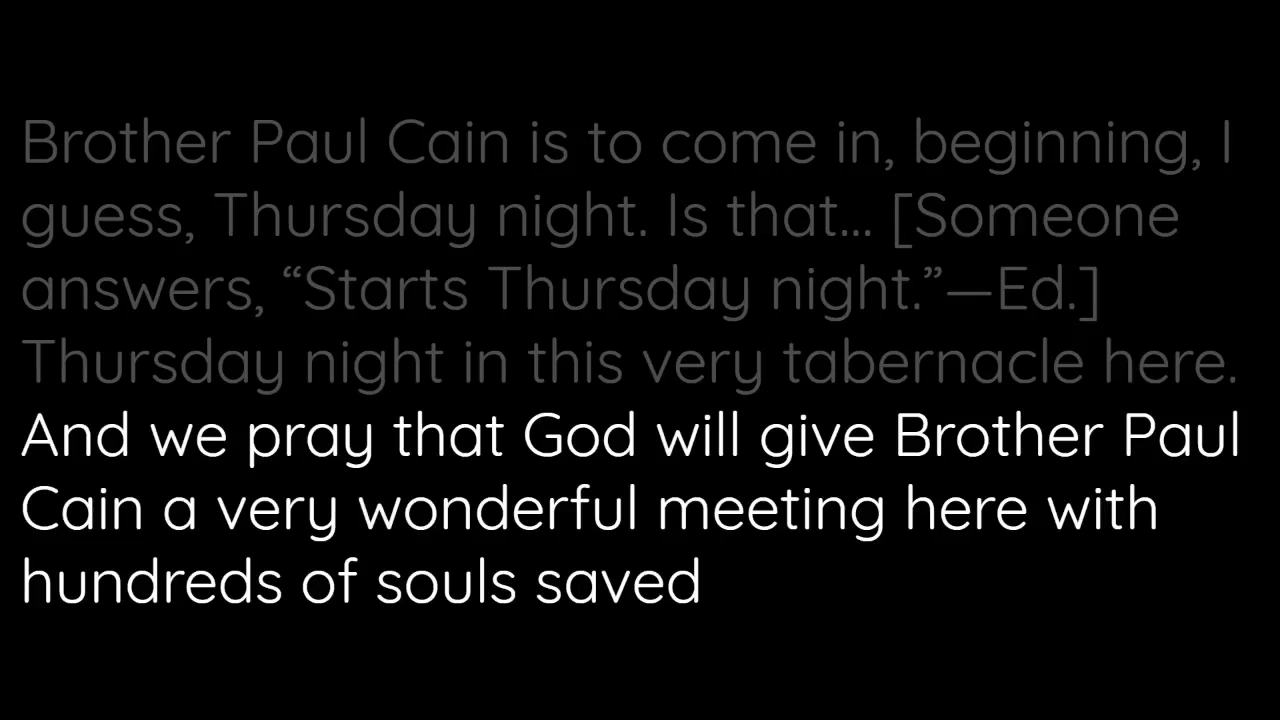 Brother Paul Cain is to come in, beginning, I
guess, Thursday night. Is that... [Someone
answers, “Starts Thursday night.”—Ed.]
Thursday night in this very tabernacle here.
And we pray that God will give Brother Paul
Cain a very wonderful meeting here with
hundreds of souls saved